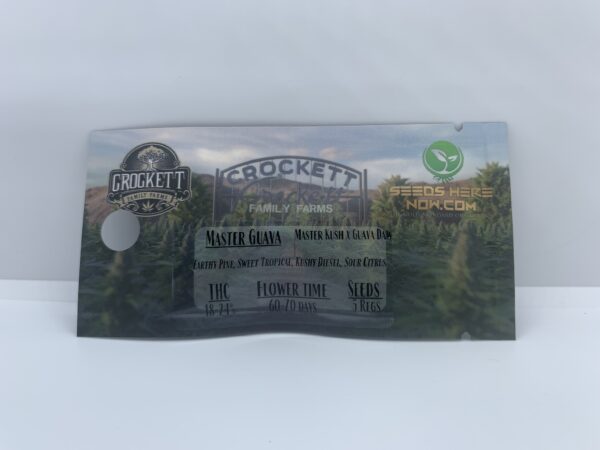 CROCKETT
FAMILY FARMS
CROCKETT
FAMILY FARMS
SEEDS HERE
NOW.COM
Master Guava Master Kush x Guava Daw
Earthy Pine, Sweet Tropical, Kushy Diesel, Sour Citrus,
THC Flower time Seeds
18-24% 60-70 days 5 Regs